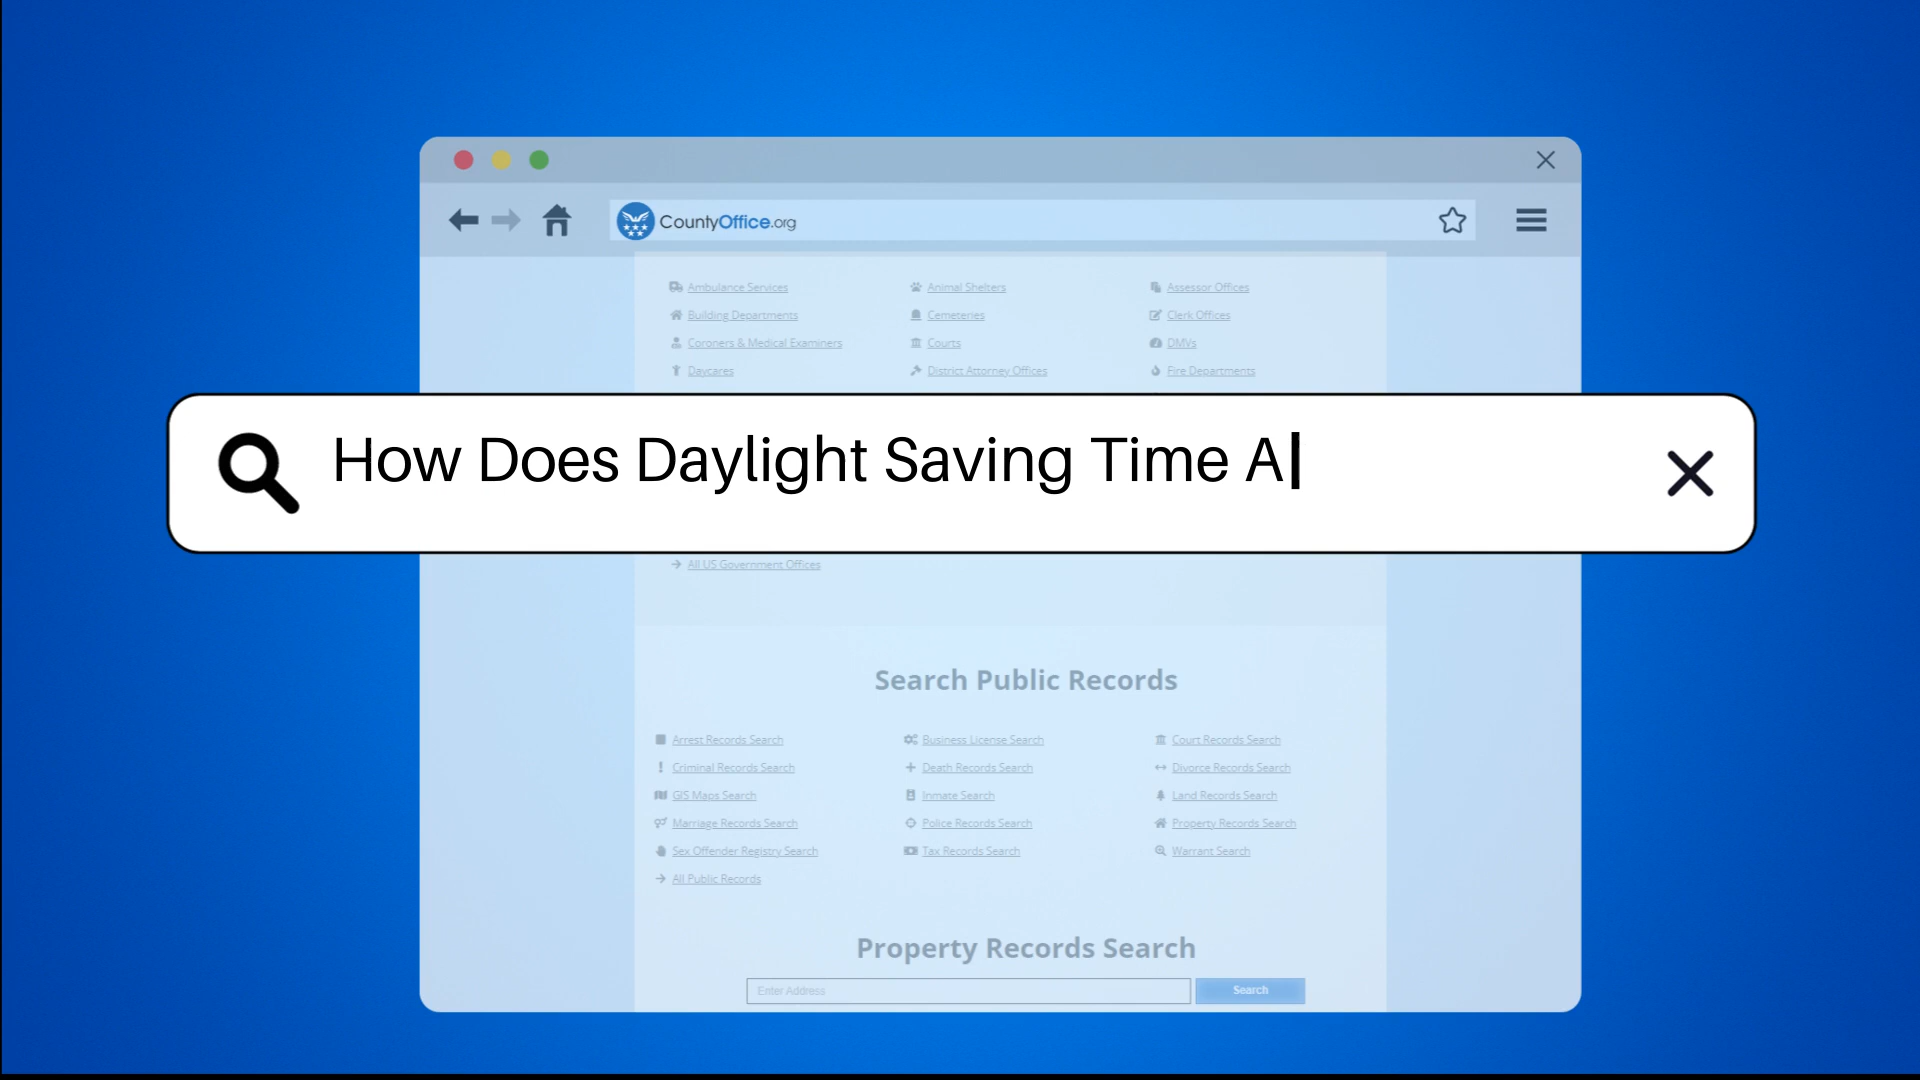 CountyOffice.org
Ambulance Services Animal Shelters Assessor Offices
Building Departments Cemeteries Clerk Offices
Coroners & Medical Examiners Courts DMVs
Daycares District Attorney Offices Fire Departments
How Does Daylight Saving Time A
All US Government Offices
Search Public Records
Arrest Records Search Business License Search Court Records Search
Criminal Records Search Death Records Search Divorce Records Search
GIS Maps Search Inmate Search Land Records Search
Marriage Records Search Police Records Search Property Records Search
Sex Offender Registry Search Tax Records Search Warrant Search
All Public Records
Property Records Search
Enter Address Search